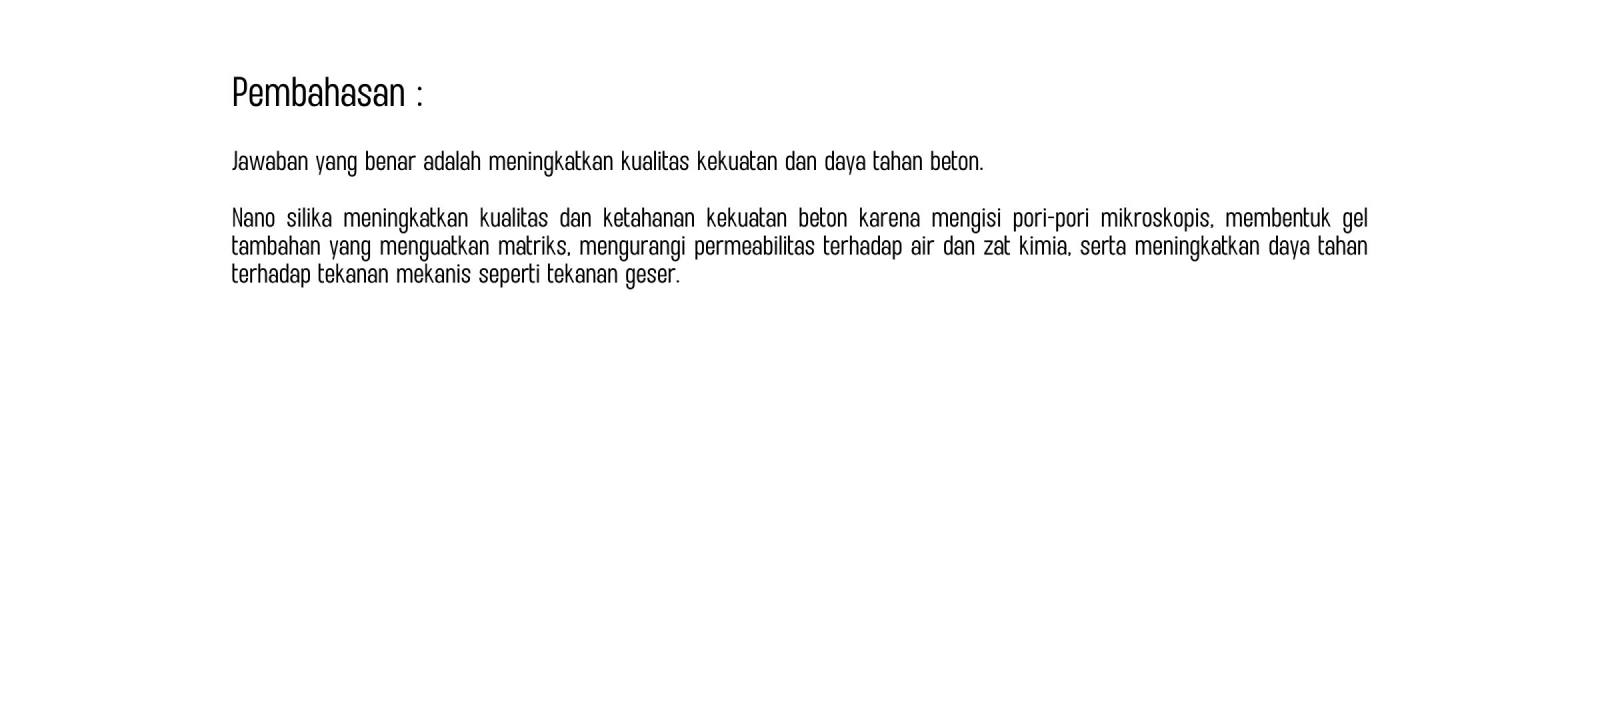 Pembahasan :
Jawaban yang benar adalah meningkatkan kualitas kekuatan dan daya tahan beton.
Nano silika meningkatkan kualitas dan ketahanan kekuatan beton karena mengisi pori-pori mikroskopis, membentuk gel
tambahan yang menguatkan matriks, mengurangi permeabilitas terhadap air dan zat kimia, serta meningkatkan daya tahan
terhadap tekanan mekanis seperti tekanan geser.